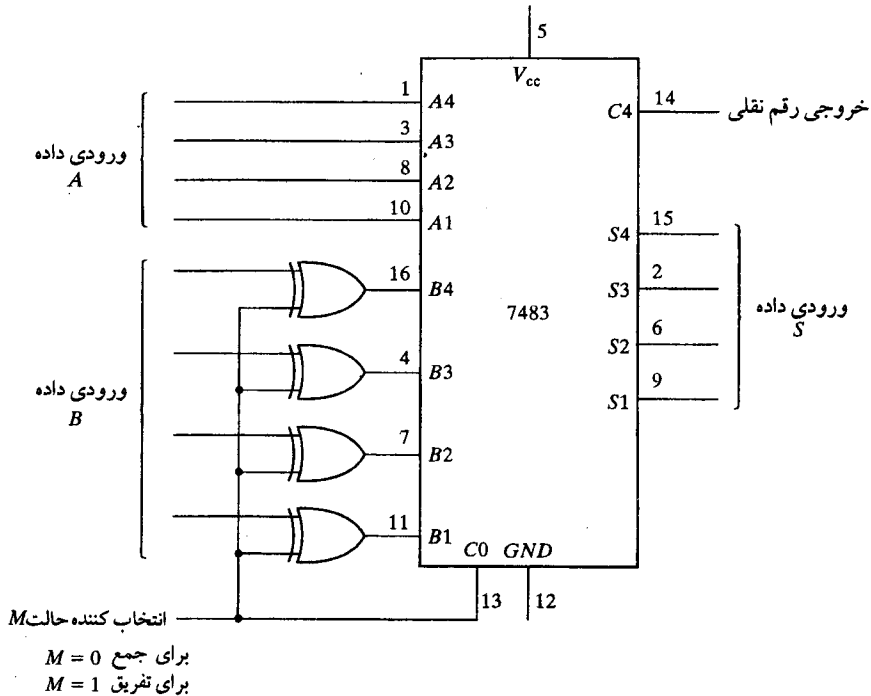 5
V_cc
1 A4
3 A3
8 A2
10 A1
ورودی داده
A
16 B4
4 B3
7 B2
11 B1
ورودی داده
B
7483
C4 14 خروجی رقم نقلی
S4 15
S3 2
S2 6
S1 9
ورودی داده
S
C0 GND
13 12
انتخاب کننده حالت M
برای جمع M = 0
برای تفریق M = 1